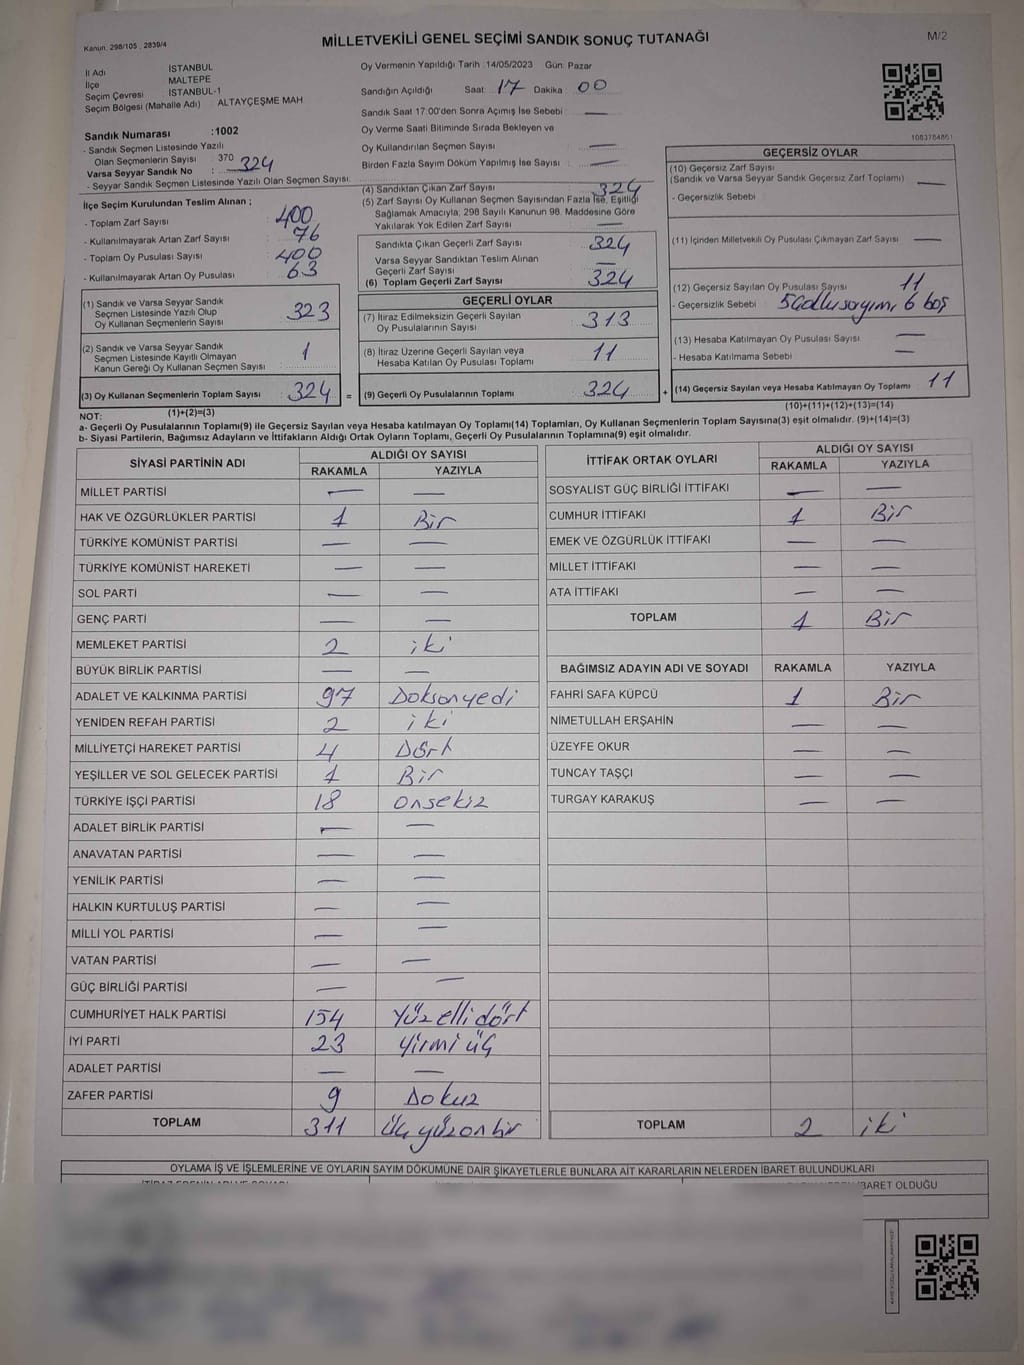 Kanun: 298/105 , 2839/4
MİLLETVEKİLİ GENEL SEÇİMİ SANDIK SONUÇ TUTANAĞI
M/2
İl Adı İSTANBUL
İlçe MALTEPE
Seçim Çevresi İSTANBUL-1
Seçim Bölgesi (Mahalle Adı) ALTAYÇEŞME MAH
Sandık Numarası :1002
- Sandık Seçmen Listesinde Yazılı
Olan Seçmenlerin Sayısı 370
Varsa Seyyar Sandık No : 324
- Seyyar Sandık Seçmen Listesinde Yazılı Olan Seçmen Sayısı:
İlçe Seçim Kurulundan Teslim Alınan ;
- Toplam Zarf Sayısı : 400
- Kullanılmayarak Artan Zarf Sayısı : 76
- Toplam Oy Pusulası Sayısı : 400
- Kullanılmayarak Artan Oy Pusulası : 63
(1) Sandık ve Varsa Seyyar Sandık
Seçmen Listesinde Yazılı Olup
Oy Kullanan Seçmenlerin Sayısı : 323
(2) Sandık ve Varsa Seyyar Sandık
Seçmen Listesinde Kayıtlı Olmayan
Kanun Gereği Oy Kullanan Seçmen Sayısı : 1
(3) Oy Kullanan Seçmenlerin Toplam Sayısı : 324 =
(1)+(2)=(3)
Oy Vermenin Yapıldığı Tarih :14/05/2023 Gün: Pazar
Sandığın Açıldığı Saat: 17 Dakika : 00
Sandık Saat 17:00'den Sonra Açımış İse Sebebi : —
Oy Verme Saati Bitiminde Sırada Bekleyen ve
Oy Kullandırılan Seçmen Sayısı : —
Birden Fazla Sayım Döküm Yapılmış İse Sayısı : —
(4) Sandıktan Çıkan Zarf Sayısı : 324
(5) Zarf Sayısı Oy Kullanan Seçmen Sayısından Fazla İse, Eşitliği
Sağlamak Amacıyla; 298 Sayılı Kanunun 98. Maddesine Göre
Yakılarak Yok Edilen Zarf Sayısı : —
Sandıkta Çıkan Geçerli Zarf Sayısı : 324
Varsa Seyyar Sandıktan Teslim Alınan
Geçerli Zarf Sayısı : —
(6) Toplam Geçerli Zarf Sayısı : 324
GEÇERLİ OYLAR
(7) İtiraz Edilmeksizin Geçerli Sayılan
Oy Pusulalarının Sayısı : 313
(8) İtiraz Üzerine Geçerli Sayılan veya
Hesaba Katılan Oy Pusulası Toplamı : 11
(9) Geçerli Oy Pusulalarının Toplamı : 324 +
1083784861
GEÇERSİZ OYLAR
(10) Geçersiz Zarf Sayısı
(Sandık ve Varsa Seyyar Sandık Geçersiz Zarf Toplamı) : —
- Geçersizlik Sebebi :
(11) İçinden Milletvekili Oy Pusulası Çıkmayan Zarf Sayısı : —
(12) Geçersiz Sayılan Oy Pusulası Sayısı : 11
- Geçersizlik Sebebi : 6 boş
(13) Hesaba Katılmayan Oy Pusulası Sayısı : —
- Hesaba Katılmama Sebebi : —
(14) Geçersiz Sayılan veya Hesaba Katılmayan Oy Toplamı : 11
(10)+(11)+(12)+(13)=(14)
NOT:
a- Geçerli Oy Pusulalarının Toplamı(9) ile Geçersiz Sayılan veya Hesaba katılmayan Oy Toplamı(14) Toplamları, Oy Kullanan Seçmenlerin Toplam Sayısına(3) eşit olmalıdır. (9)+(14)=(3)
b- Siyasi Partilerin, Bağımsız Adayların ve İttifakların Aldığı Ortak Oyların Toplamı, Geçerli Oy Pusulalarının Toplamına(9) eşit olmalıdır.
SİYASİ PARTİNİN ADI ALDIĞI OY SAYISI
RAKAMLA YAZIYLA
MİLLET PARTİSİ — —
HAK VE ÖZGÜRLÜKLER PARTİSİ 1 Bir
TÜRKİYE KOMÜNİST PARTİSİ — —
TÜRKİYE KOMÜNİST HAREKETİ — —
SOL PARTİ — —
GENÇ PARTİ — —
MEMLEKET PARTİSİ 2 iki
BÜYÜK BİRLİK PARTİSİ — —
ADALET VE KALKINMA PARTİSİ 97 Doksanyedi
YENİDEN REFAH PARTİSİ 2 iki
MİLLİYETÇİ HAREKET PARTİSİ 4 Dört
YEŞİLLER VE SOL GELECEK PARTİSİ 1 Bir
TÜRKİYE İŞÇİ PARTİSİ 18 onsekiz
ADALET BİRLİK PARTİSİ — —
ANAVATAN PARTİSİ — —
YENİLİK PARTİSİ — —
HALKIN KURTULUŞ PARTİSİ — —
MİLLİ YOL PARTİSİ — —
VATAN PARTİSİ — —
GÜÇ BİRLİĞİ PARTİSİ — —
CUMHURİYET HALK PARTİSİ 154 Yüzellidört
İYİ PARTİ 23 Yirmi üç
ADALET PARTİSİ — —
ZAFER PARTİSİ 9 Dokuz
TOPLAM 311 Üçyüzonbir
İTTİFAK ORTAK OYLARI ALDIĞI OY SAYISI
RAKAMLA YAZIYLA
SOSYALİST GÜÇ BİRLİĞİ İTTİFAKI — —
CUMHUR İTTİFAKI 1 Bir
EMEK VE ÖZGÜRLÜK İTTİFAKI — —
MİLLET İTTİFAKI — —
ATA İTTİFAKI — —
TOPLAM 1 Bir
BAĞIMSIZ ADAYIN ADI VE SOYADI RAKAMLA YAZIYLA
FAHRİ SAFA KÜPCÜ 1 Bir
NİMETULLAH ERŞAHİN — —
ÜZEYFE OKUR — —
TUNCAY TAŞÇI — —
TURGAY KARAKUŞ — —
TOPLAM 2 iki
OYLAMA İŞ VE İŞLEMLERİNE VE OYLARIN SAYIM DÖKÜMÜNE DAİR ŞİKAYETLERLE BUNLARA AİT KARARLARIN NELERDEN İBARET BULUNDUKLARI
İBARET OLDUĞU